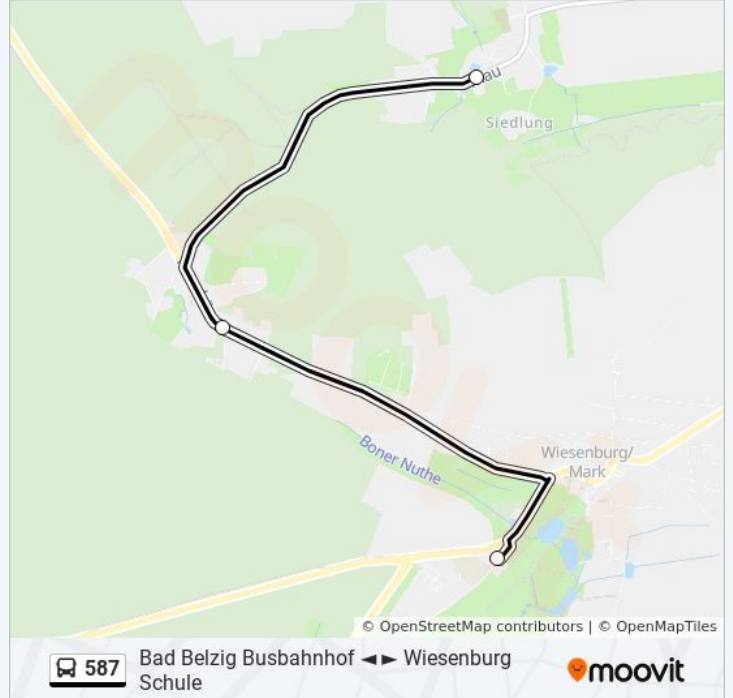 au
Siedlung
Boner Nuthe
Wiesenburg/
Mark
© OpenStreetMap contributors | © OpenMapTiles
587
Bad Belzig Busbahnhof ◄ ► Wiesenburg
Schule
moovit